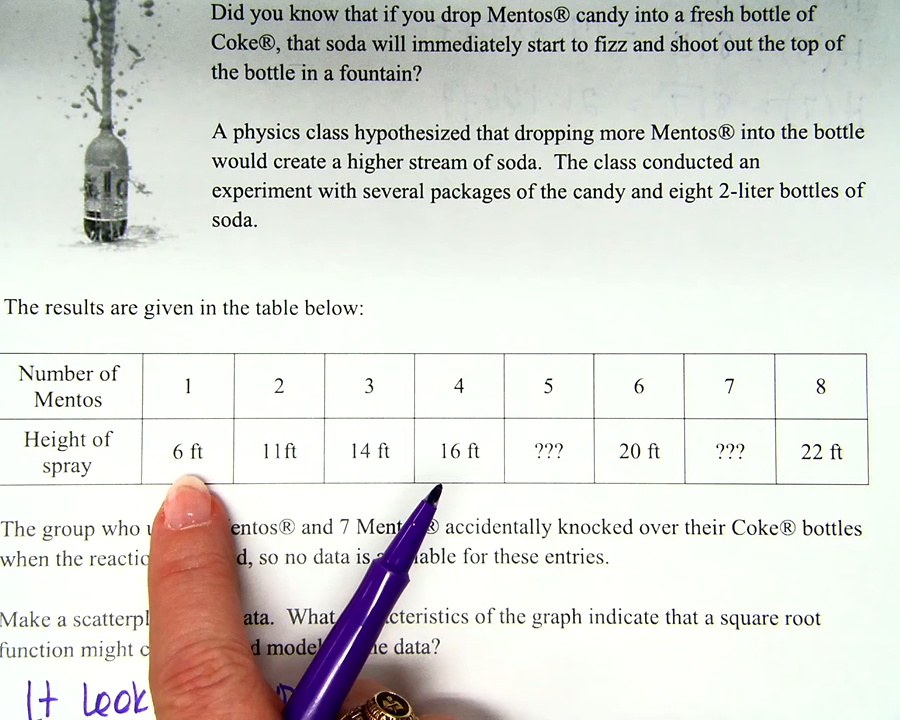 Did you know that if you drop Mentos® candy into a fresh bottle of
Coke®, that soda will immediately start to fizz and shoot out the top of
the bottle in a fountain?
A physics class hypothesized that dropping more Mentos® into the bottle
would create a higher stream of soda. The class conducted an
experiment with several packages of the candy and eight 2-liter bottles of
soda.
The results are given in the table below:
Number of Mentos 1 2 3 4 5 6 7 8
Height of spray 6 ft 11ft 14 ft 16 ft ??? 20 ft ??? 22 ft
The group who entos® and 7 Ment ® accidentally knocked over their Coke® bottles
when the reactio d, so no data is a lable for these entries.
Make a scatterpl ata. What cteristics of the graph indicate that a square root
function might c d model e data?
It look